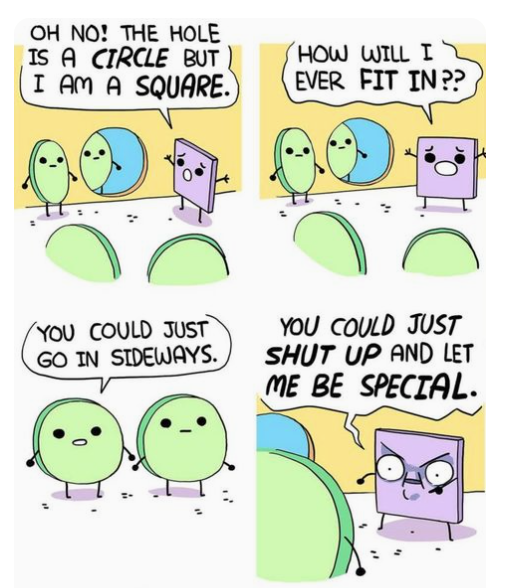 OH NO! THE HOLE
IS A CIRCLE BUT
I AM A SQUARE.
HOW WILL I
EVER FIT IN??
YOU COULD JUST
GO IN SIDEWAYS.
YOU COULD JUST
SHUT UP AND LET
ME BE SPECIAL.